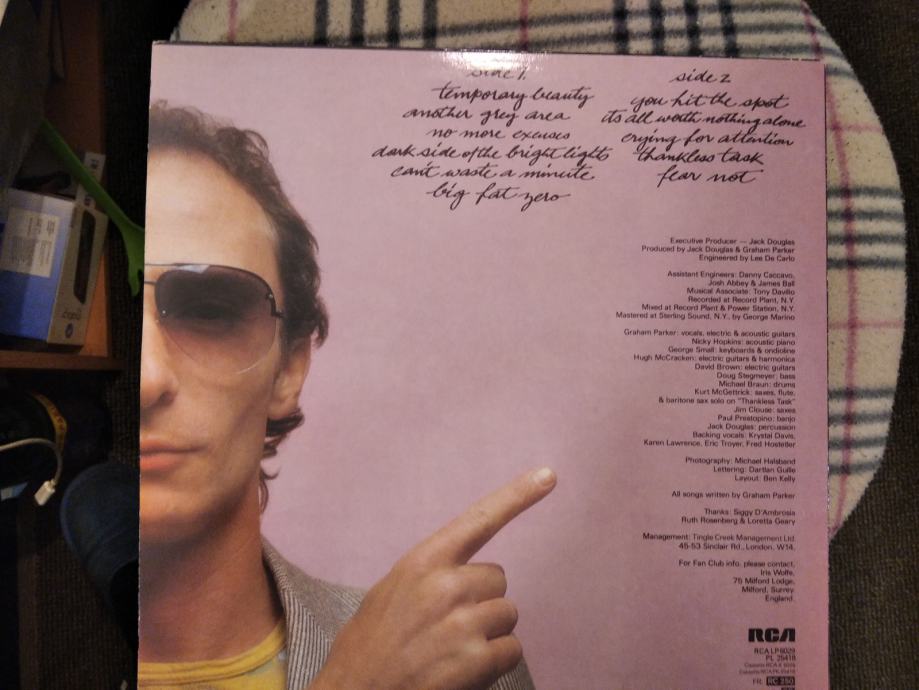 side 1.
temporary beauty
another grey area
no more excuses
dark side of the bright lights
can't waste a minute
big fat zero
side 2
you hit the spot
its all worth nothing alone
crying for attention
thankless task
fear not
Executive Producer — Jack Douglas
Produced by Jack Douglas & Graham Parker
Engineered by Lee De Carlo
Assistant Engineers: Danny Caccavo,
Josh Abbey & James Ball
Musical Associate: Tony Davilio
Recorded at Record Plant, N.Y.
Mixed at Record Plant & Power Station, N.Y.
Mastered at Sterling Sound, N.Y., by George Marino
Graham Parker: vocals, electric & acoustic guitars
Nicky Hopkins: acoustic piano
George Small: keyboards & ondioline
Hugh McCracken: electric guitars & harmonica
David Brown: electric guitars
Doug Stegmeyer: bass
Michael Braun: drums
Kurt McGettrick: saxes, flute,
& baritone sax solo on "Thankless Task"
Jim Clouse: saxes
Paul Prestopino: banjo
Jack Douglas: percussion
Backing vocals: Krystal Davis,
Karen Lawrence, Eric Troyer, Fred Hostetler
Photography: Michael Halsband
Lettering: Dartlan Guille
Layout: Ben Kelly
All songs written by Graham Parker
Thanks: Siggy D'Ambrosia
Ruth Rosenberg & Loretta Geary
Management: Tingle Creek Management Ltd.
45-53 Sinclair Rd., London, W14.
For Fan Club info. please contact,
Iris Wolfe,
75 Milford Lodge,
Milford, Surrey.
England.
RCA
RCA LP 6029
PL 25418
FR. RC 250